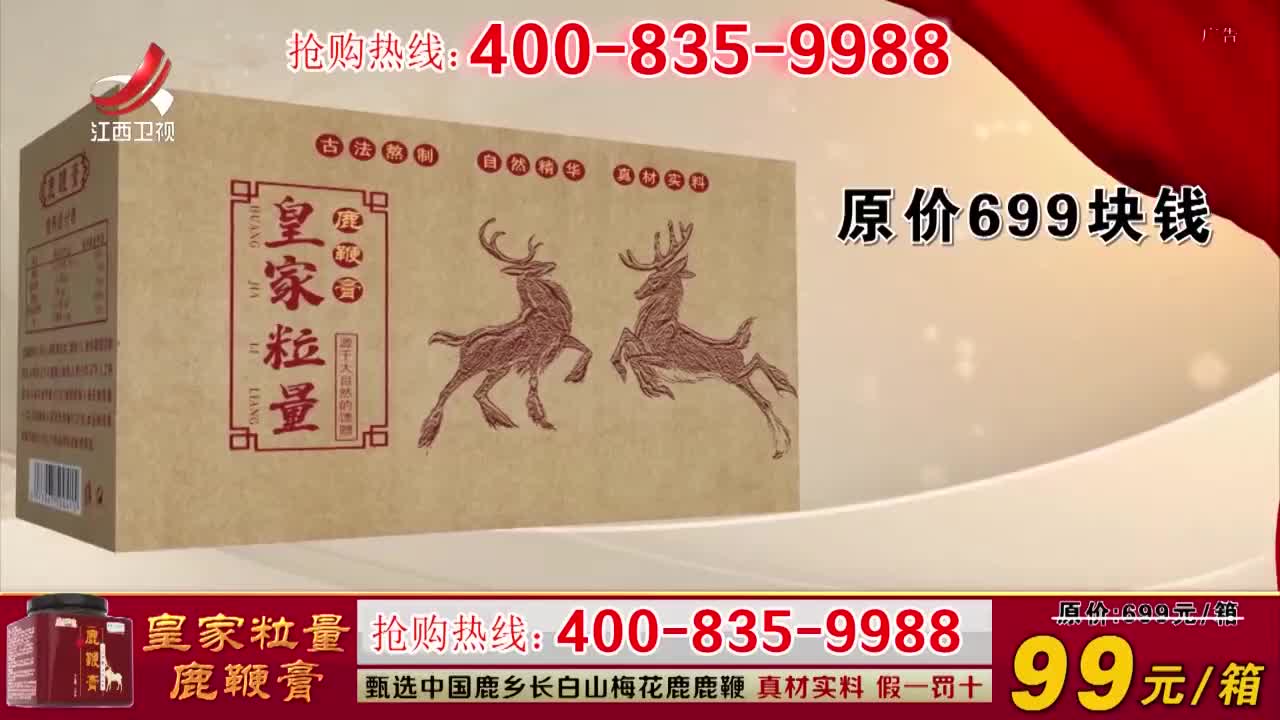 抢购热线:400-835-9988
广告
江西卫视
古法熬制 自然精华 真材实料
鹿鞭膏
皇家粒量
HUANG JIA LI LIANG
鹿鞭膏
源于大自然的馈赠
原价699块钱
鹿鞭膏
皇家粒量
鹿鞭膏
抢购热线:400-835-9988
甄选中国鹿乡长白山梅花鹿鹿鞭 真材实料 假一罚十
原价:699元/箱
99元/箱